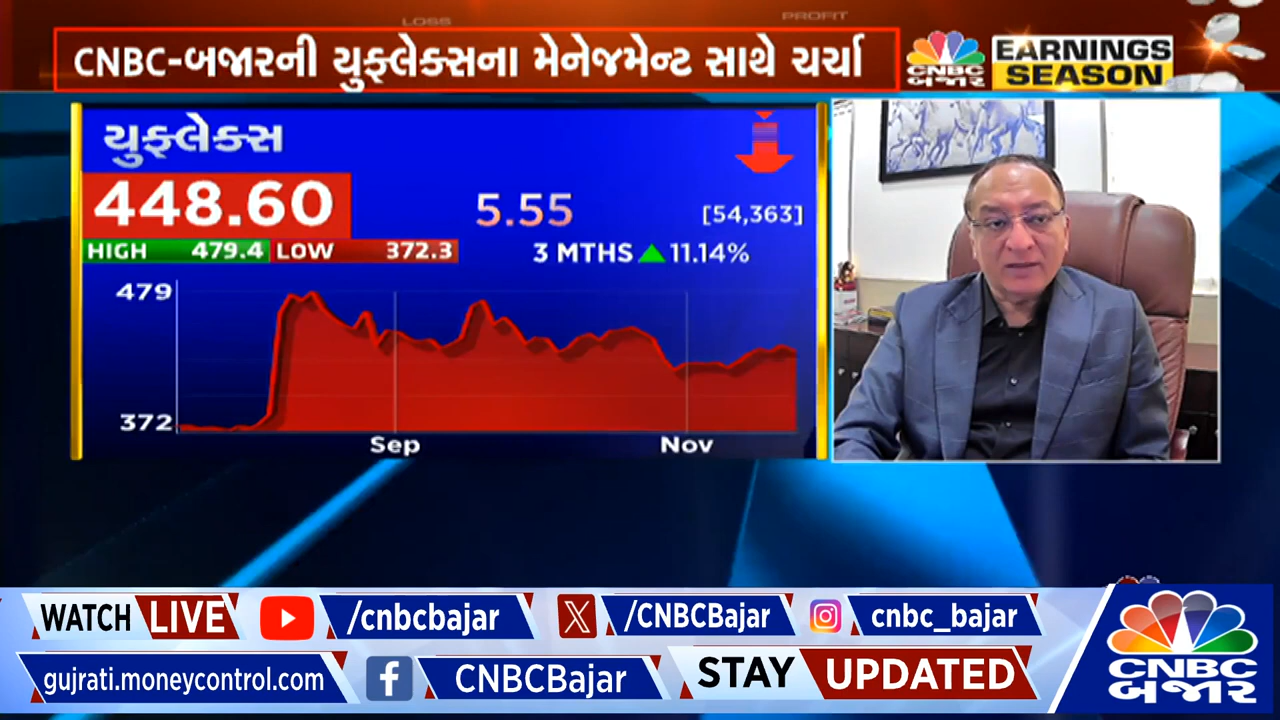 LOSS
PROFIT
CNBC-બજારની યુફ્લેક્સના મેનેજમેન્ટ સાથે ચર્ચા
CNBC
બજાર
EARNINGS
SEASON
યુફ્લેક્સ
448.60
5.55
[54,363]
HIGH 479.4 LOW 372.3
3 MTHS ▲ 11.14%
479
372
Sep
Nov
WATCH LIVE
/cnbcbajar
/CNBCBajar
cnbc_bajar
gujrati.moneycontrol.com
CNBCBajar
STAY UPDATED
CNBC
બજાર